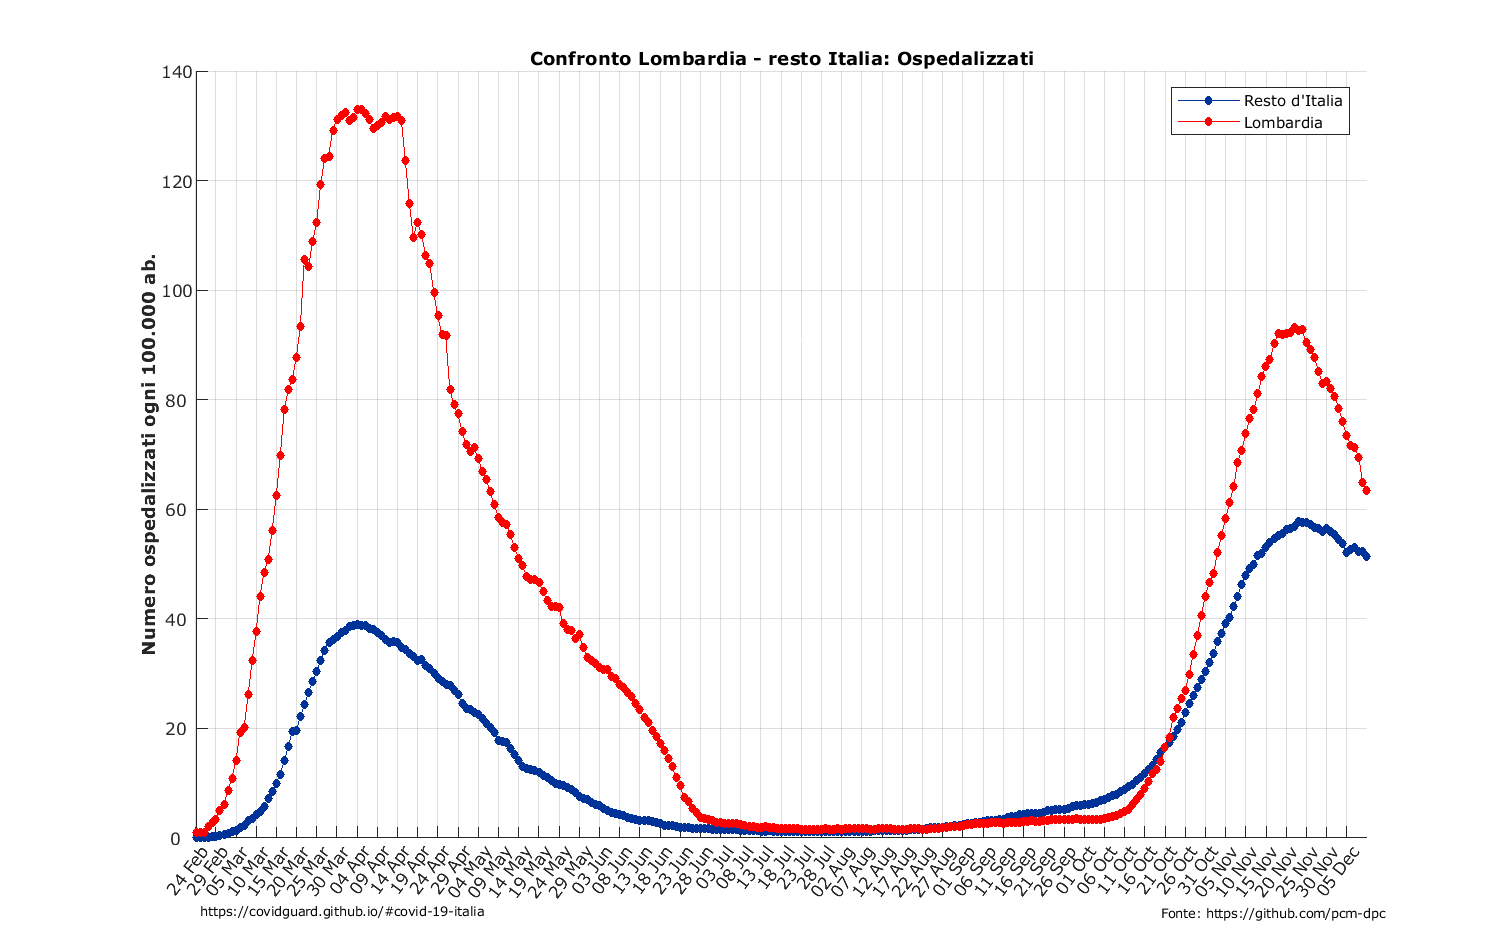 Confronto Lombardia - resto Italia: Ospedalizzati
Resto d'Italia
Lombardia
Numero ospedalizzati ogni 100.000 ab.
140
120
100
80
60
40
20
0
24 Feb
29 Feb
05 Mar
10 Mar
15 Mar
20 Mar
25 Mar
30 Mar
04 Apr
09 Apr
14 Apr
19 Apr
24 Apr
29 Apr
04 May
09 May
14 May
19 May
24 May
29 May
03 Jun
08 Jun
13 Jun
18 Jun
23 Jun
28 Jun
03 Jul
08 Jul
13 Jul
18 Jul
23 Jul
28 Jul
02 Aug
07 Aug
12 Aug
17 Aug
22 Aug
27 Aug
01 Sep
06 Sep
11 Sep
16 Sep
21 Sep
26 Sep
01 Oct
06 Oct
11 Oct
16 Oct
21 Oct
26 Oct
31 Oct
05 Nov
10 Nov
15 Nov
20 Nov
25 Nov
30 Nov
05 Dec
https://covidguard.github.io/#covid-19-italia
Fonte: https://github.com/pcm-dpc